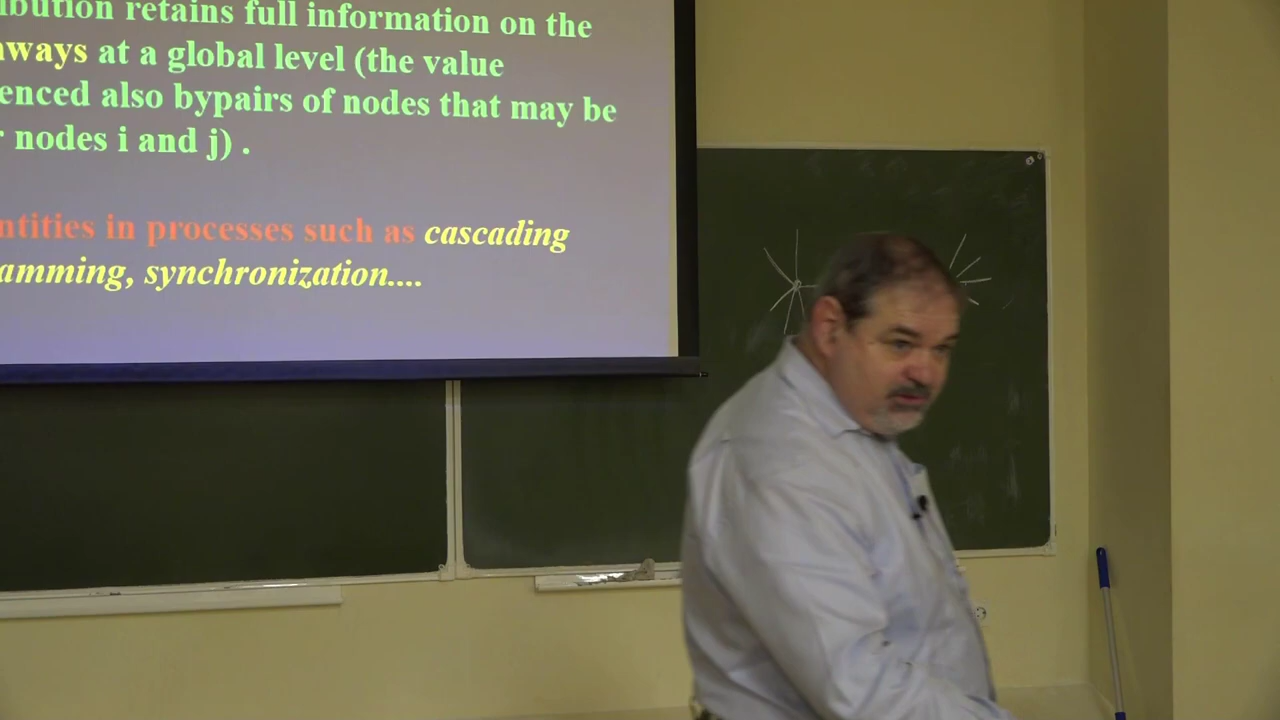 ibution retains full information on the
ways at a global level (the value
enced also bypairs of nodes that may be
nodes i and j) .
ntities in processes such as cascading
amming, synchronization....